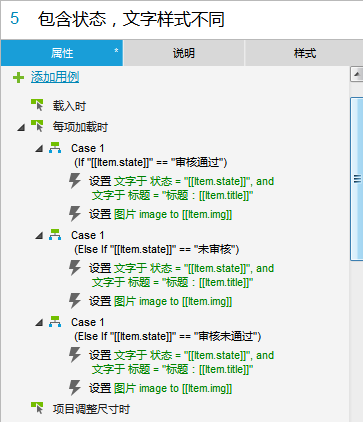 5 包含状态，文字样式不同
属性 * 说明 样式
添加用例
载入时
每项加载时
Case 1
(If "[[Item.state]]" == "审核通过")
设置 文字于 状态 = "[[Item.state]]", and
文字于 标题 = "标题：[[Item.title]]"
设置 图片 image to [[Item.img]]
Case 1
(Else If "[[Item.state]]" == "未审核")
设置 文字于 状态 = "[[Item.state]]", and
文字于 标题 = "标题：[[Item.title]]"
设置 图片 image to [[Item.img]]
Case 1
(Else If "[[Item.state]]" == "审核未通过")
设置 文字于 状态 = "[[Item.state]]", and
文字于 标题 = "标题：[[Item.title]]"
设置 图片 image to [[Item.img]]
项目调整尺寸时